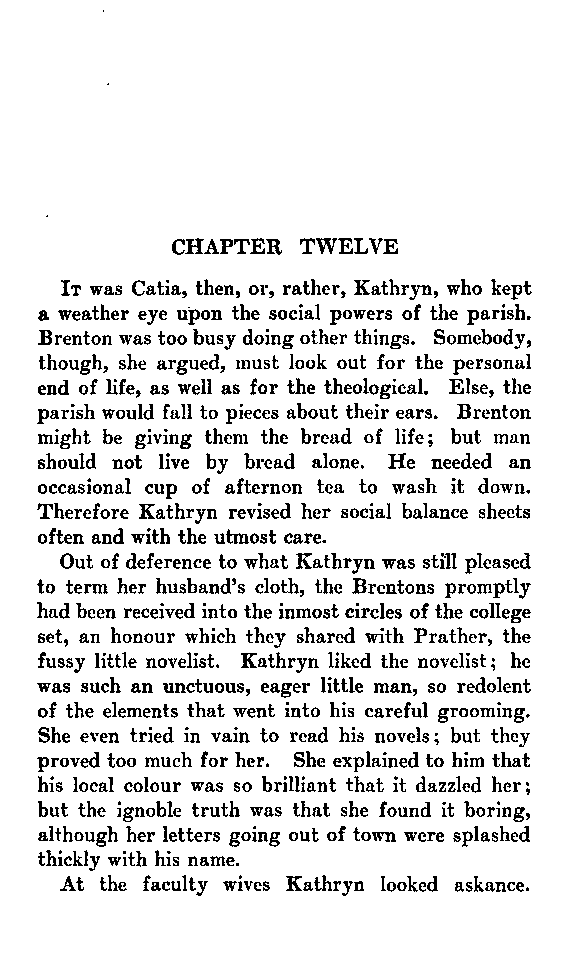 CHAPTER TWELVE
It was Catia, then, or, rather, Kathryn, who kept
a weather eye upon the social powers of the parish.
Brenton was too busy doing other things. Somebody,
though, she argued, must look out for the personal
end of life, as well as for the theological. Else, the
parish would fall to pieces about their ears. Brenton
might be giving them the bread of life; but man
should not live by bread alone. He needed an
occasional cup of afternon tea to wash it down.
Therefore Kathryn revised her social balance sheets
often and with the utmost care.
Out of deference to what Kathryn was still pleased
to term her husband's cloth, the Brentons promptly
had been received into the inmost circles of the college
set, an honour which they shared with Prather, the
fussy little novelist. Kathryn liked the novelist; he
was such an unctuous, eager little man, so redolent
of the elements that went into his careful grooming.
She even tried in vain to read his novels; but they
proved too much for her. She explained to him that
his local colour was so brilliant that it dazzled her;
but the ignoble truth was that she found it boring,
although her letters going out of town were splashed
thickly with his name.
At the faculty wives Kathryn looked askance.